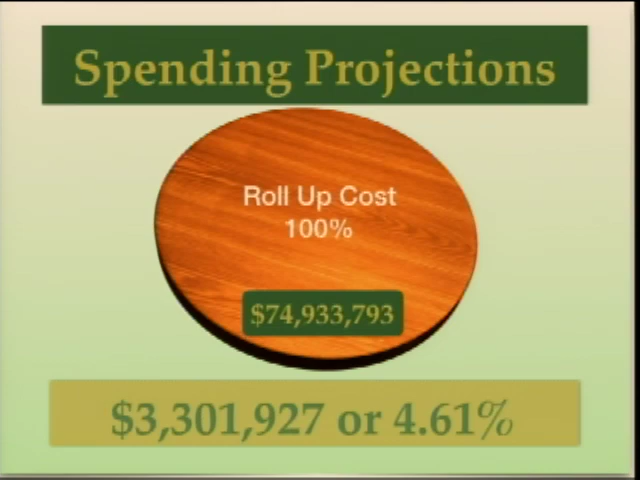 Spending Projections
Roll Up Cost
100%
$74,933,793
$3,301,927 or 4.61%